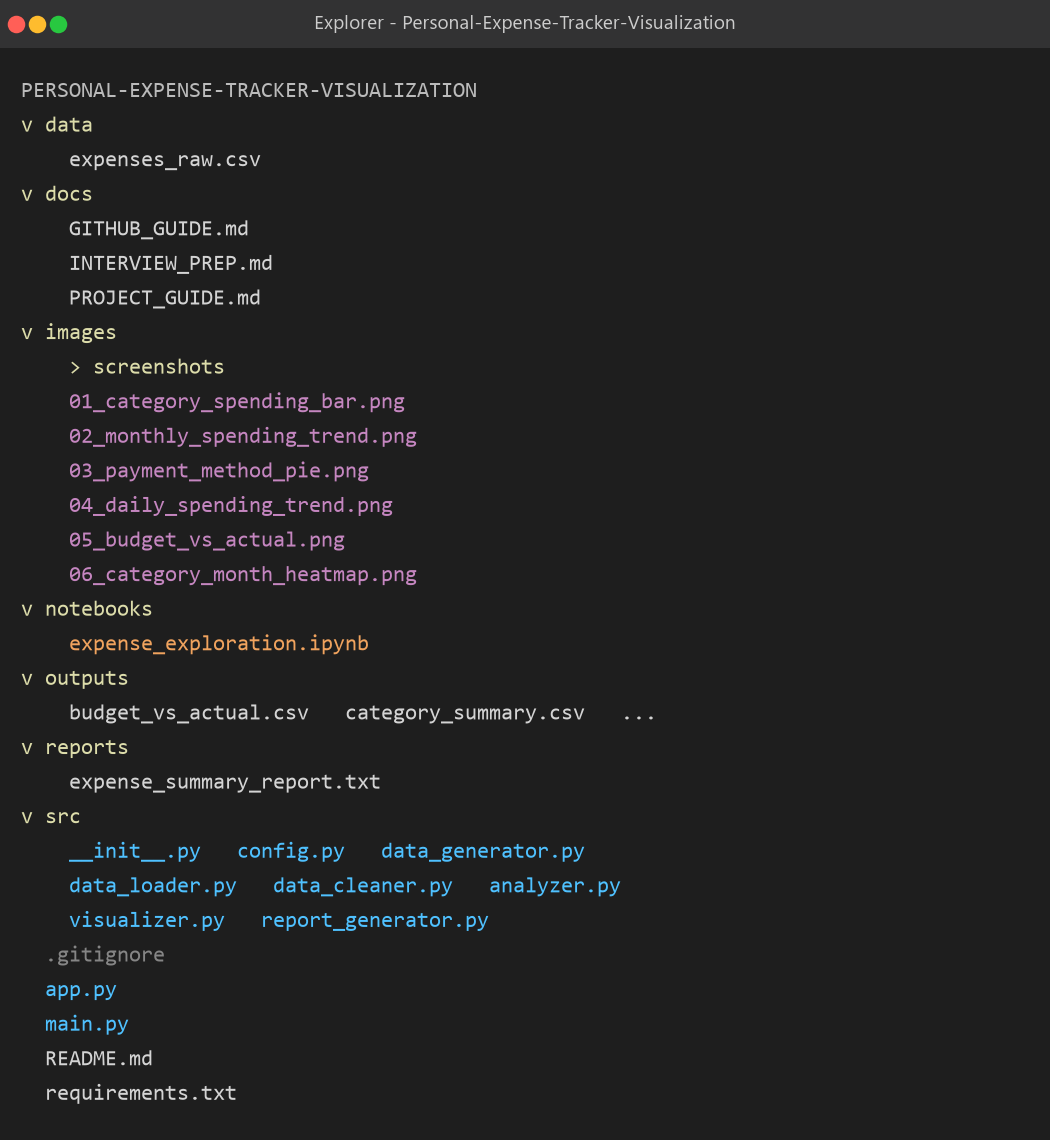 Explorer - Personal-Expense-Tracker-Visualization
PERSONAL-EXPENSE-TRACKER-VISUALIZATION
v data
expenses_raw.csv
v docs
GITHUB_GUIDE.md
INTERVIEW_PREP.md
PROJECT_GUIDE.md
v images
> screenshots
01_category_spending_bar.png
02_monthly_spending_trend.png
03_payment_method_pie.png
04_daily_spending_trend.png
05_budget_vs_actual.png
06_category_month_heatmap.png
v notebooks
expense_exploration.ipynb
v outputs
budget_vs_actual.csv   category_summary.csv   ...
v reports
expense_summary_report.txt
v src
__init__.py   config.py   data_generator.py
data_loader.py   data_cleaner.py   analyzer.py
visualizer.py   report_generator.py
.gitignore
app.py
main.py
README.md
requirements.txt